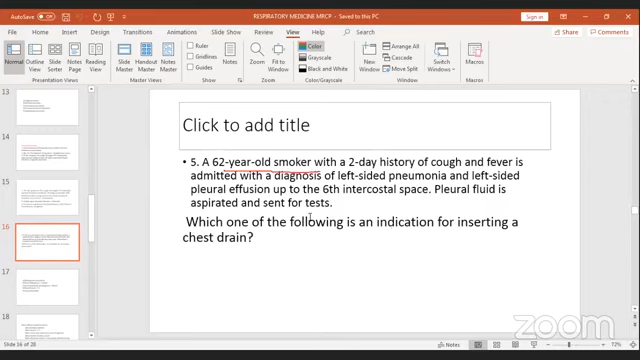 AutoSave Off
RESPIRATORY MEDICINE MRCP - Saved to this PC
Sign in
File Home Insert Draw Design Transitions Animations Slide Show Review View Help
Share Comments
Normal Outline View Slide Sorter Notes Page Reading View
Presentation Views
Slide Master Handout Master Notes Master
Master Views
Ruler
Gridlines
Guides
Show
Notes
Zoom Fit to Window
Zoom
Color
Grayscale
Black and White
Color/Grayscale
New Window
Arrange All
Cascade
Move Split
Switch Windows
Window
Macros
Macros
13
14
15
16
17
18
Click to add title
• 5. A 62-year-old smoker with a 2-day history of cough and fever is
admitted with a diagnosis of left-sided pneumonia and left-sided
pleural effusion up to the 6th intercostal space. Pleural fluid is
aspirated and sent for tests.
Which one of the following is an indication for inserting a
chest drain?
zoom
Slide 16 of 28
Notes
72%